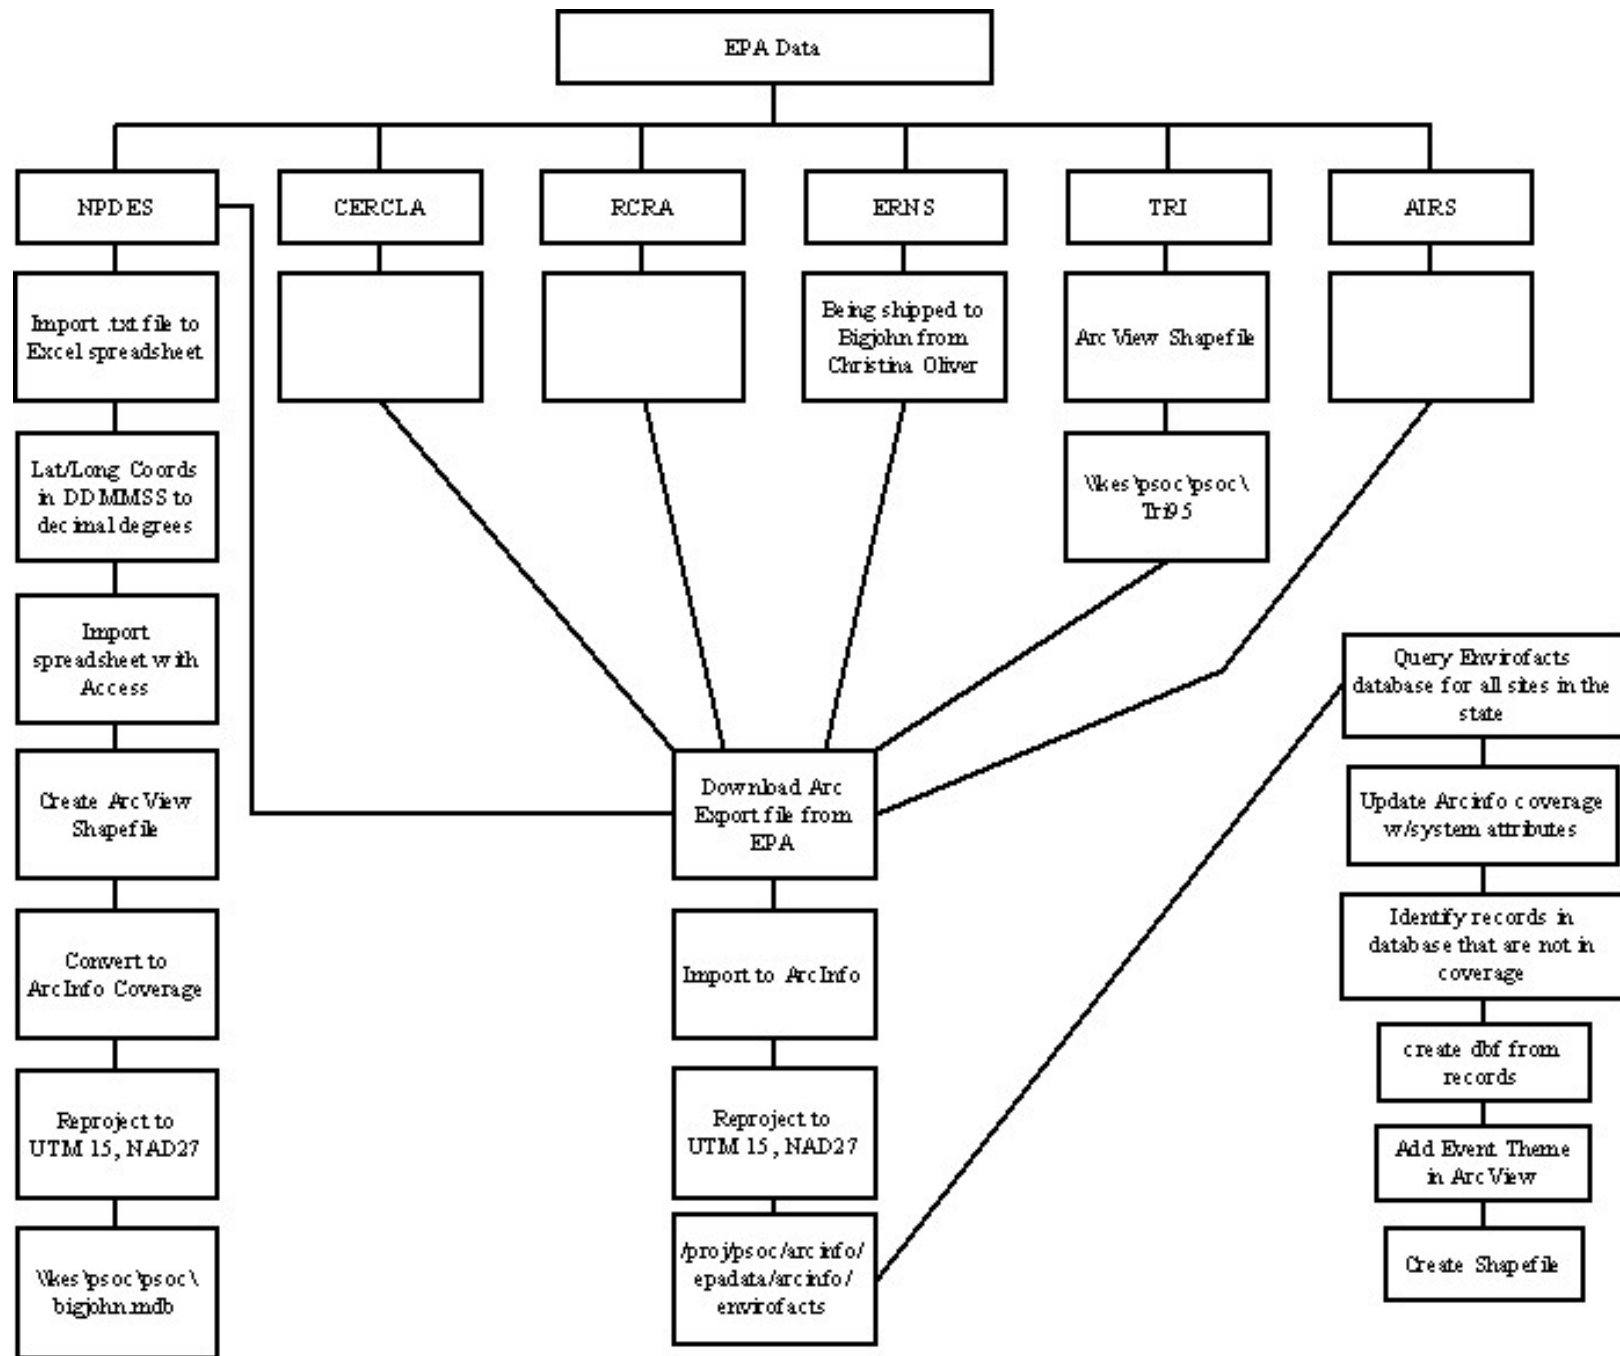 EPA Data
NPDES
CERCLA
RCRA
ERNS
TRI
AIRS
Import .txt file to
Excel spreadsheet
Being shipped to
Bigjohn from
Christina Oliver
Arc View Shapefile
Lat/Long Coords
in DDMMSS to
decimal degrees
\\kes\psoc\psoc\
Tri95
Import
spreadsheet with
Access
Query Envirofacts
database for all sites in the
state
Create ArcView
Shapefile
Download Arc
Export file from
EPA
Update Arcinfo coverage
w/system attributes
Convert to
ArcInfo Coverage
Import to ArcInfo
Identify records in
database that are not in
coverage
create dbf from
records
Reproject to
UTM 15, NAD27
Reproject to
UTM 15, NAD27
Add Event Theme
in ArcView
\\kes\psoc\psoc\
bigjohn.mdb
/proj/psoc/arcinfo/
epadata/arcinfo/
envirofacts
Create Shapefile